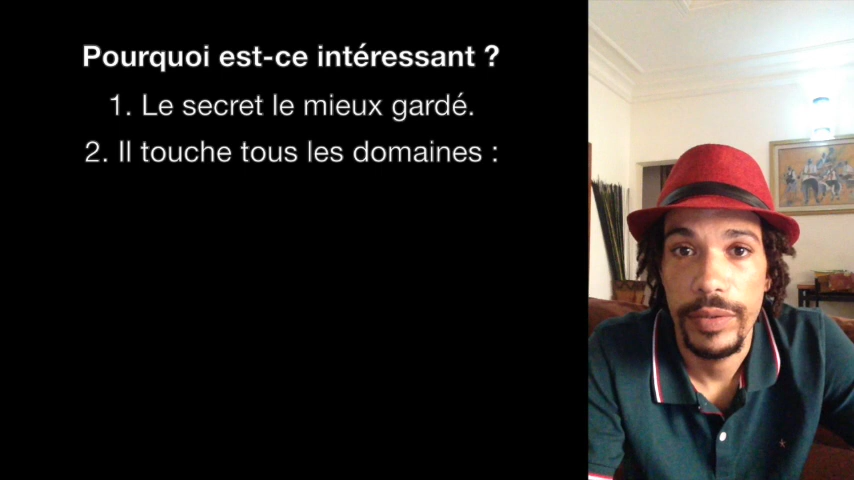 Pourquoi est-ce intéressant ?
1. Le secret le mieux gardé.
2. Il touche tous les domaines :